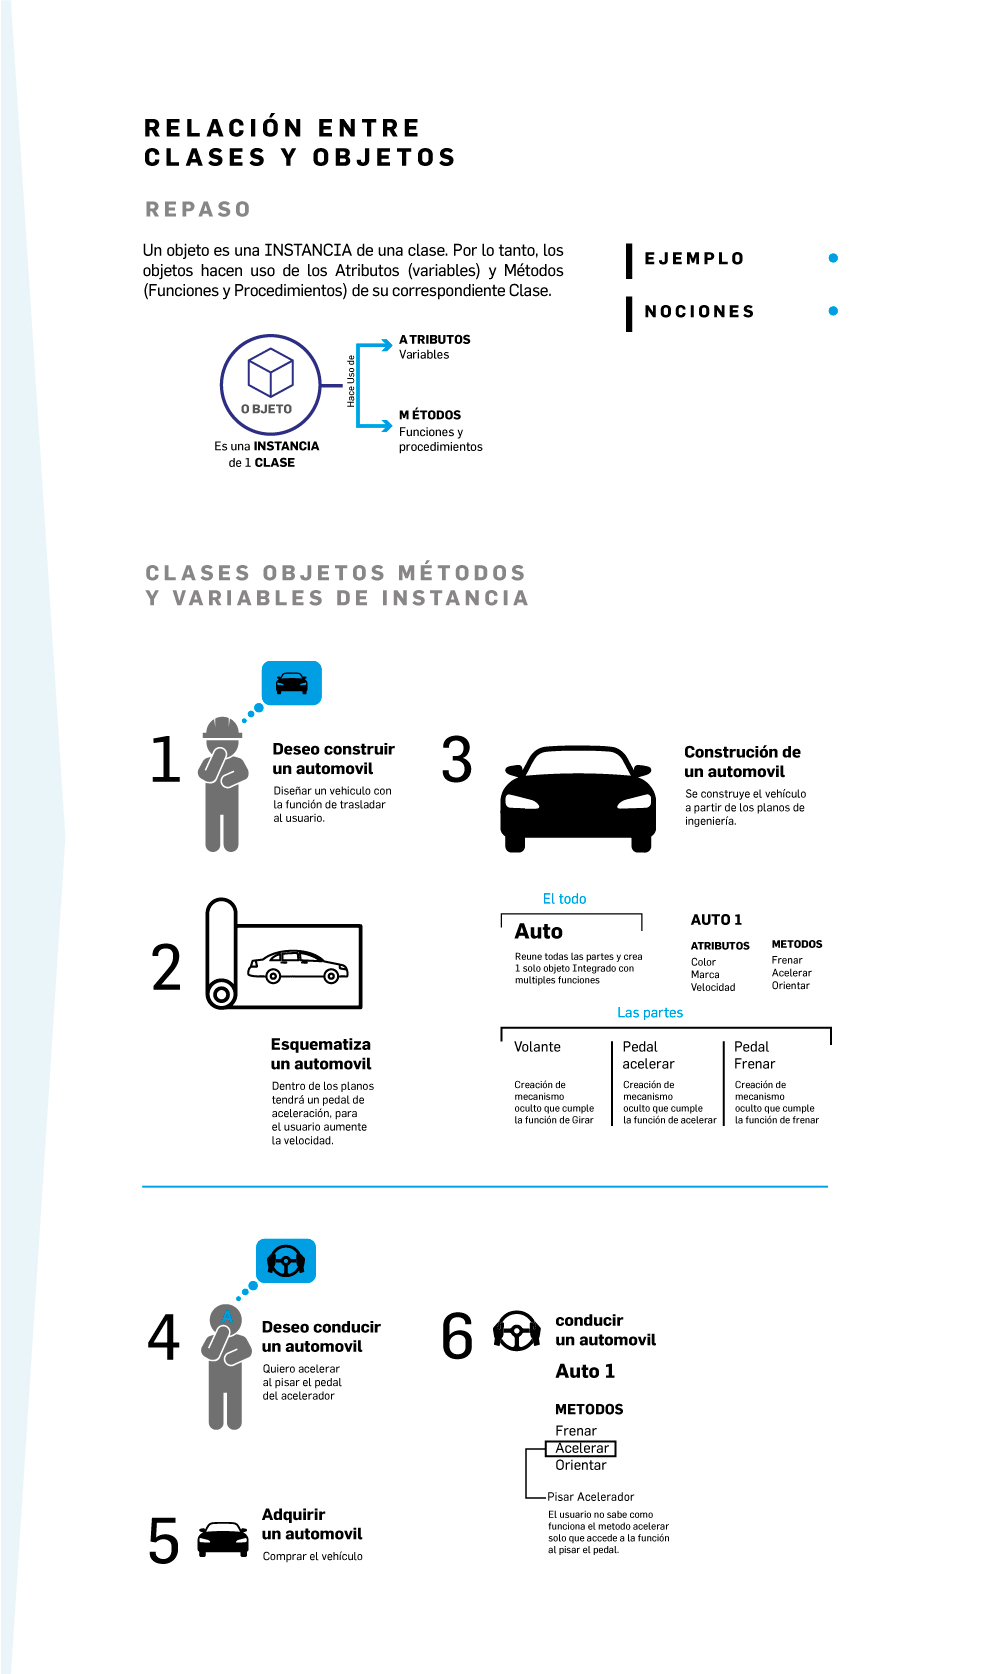 RELACIÓN ENTRE
CLASES Y OBJETOS
REPASO
Un objeto es una INSTANCIA de una clase. Por lo tanto, los
objetos hacen uso de los Atributos (variables) y Métodos
(Funciones y Procedimientos) de su correspondiente Clase.
EJEMPLO
NOCIONES
O BJETO
Es una INSTANCIA
de 1 CLASE
Hace Uso de
A TRIBUTOS
Variables
M ÉTODOS
Funciones y
procedimientos
CLASES OBJETOS MÉTODOS
Y VARIABLES DE INSTANCIA
1
Deseo construir
un automovil
Diseñar un vehiculo con
la función de trasladar
al usuario.
2
Esquematiza
un automovil
Dentro de los planos
tendrá un pedal de
aceleración, para
el usuario aumente
la velocidad.
3
Construción de
un automovil
Se construye el vehículo
a partir de los planos de
ingeniería.
El todo
Auto
Reune todas las partes y crea
1 solo objeto Integrado con
multiples funciones
AUTO 1
ATRIBUTOS
Color
Marca
Velocidad
METODOS
Frenar
Acelerar
Orientar
Las partes
Volante
Creación de
mecanismo
oculto que cumple
la función de Girar
Pedal
acelerar
Creación de
mecanismo
oculto que cumple
la función de acelerar
Pedal
Frenar
Creación de
mecanismo
oculto que cumple
la función de frenar
4
A
Deseo conducir
un automovil
Quiero acelerar
al pisar el pedal
del acelerador
5
Adquirir
un automovil
Comprar el vehículo
6
conducir
un automovil
Auto 1
METODOS
Frenar
Acelerar
Orientar
Pisar Acelerador
El usuario no sabe como
funciona el metodo acelerar
solo que accede a la función
al pisar el pedal.